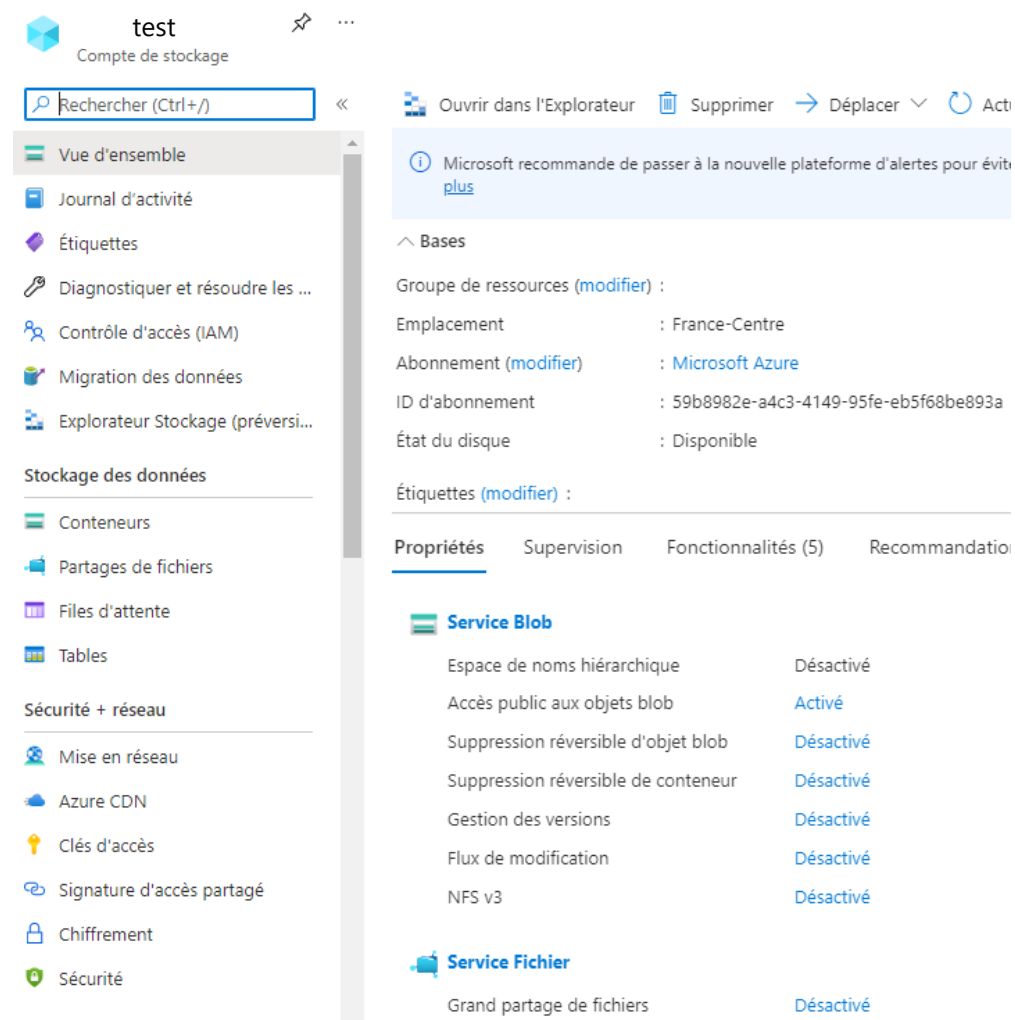 test
Compte de stockage
Rechercher (Ctrl+/)
Vue d'ensemble
Journal d’activité
Étiquettes
Diagnostiquer et résoudre les ...
Contrôle d'accès (IAM)
Migration des données
Explorateur Stockage (préversi...
Stockage des données
Conteneurs
Partages de fichiers
Files d'attente
Tables
Sécurité + réseau
Mise en réseau
Azure CDN
Clés d'accès
Signature d'accès partagé
Chiffrement
Sécurité
Ouvrir dans l'Explorateur Supprimer Déplacer Actu
Microsoft recommande de passer à la nouvelle plateforme d'alertes pour évite
plus
Bases
Groupe de ressources (modifier) :
Emplacement : France-Centre
Abonnement (modifier) : Microsoft Azure
ID d'abonnement : 59b8982e-a4c3-4149-95fe-eb5f68be893a
État du disque : Disponible
Étiquettes (modifier) :
Propriétés Supervision Fonctionnalités (5) Recommandation
Service Blob
Espace de noms hiérarchique Désactivé
Accès public aux objets blob Activé
Suppression réversible d'objet blob Désactivé
Suppression réversible de conteneur Désactivé
Gestion des versions Désactivé
Flux de modification Désactivé
NFS v3 Désactivé
Service Fichier
Grand partage de fichiers Désactivé